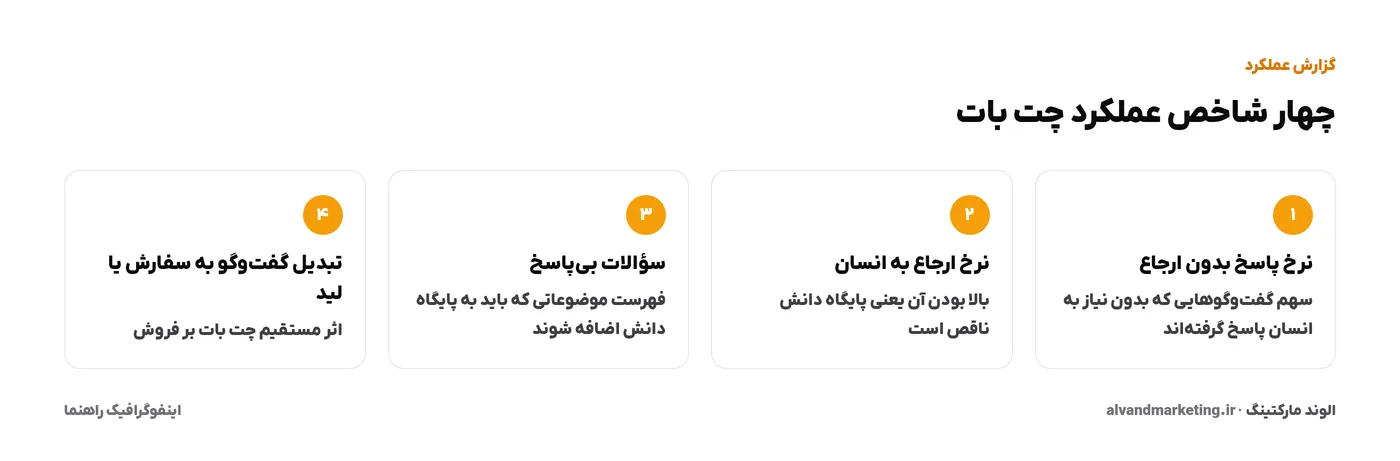 گزارش عملکرد
چهار شاخص عملکرد چت بات
۱
نرخ پاسخ بدون ارجاع
سهم گفت‌وگوهایی که بدون نیاز به
انسان پاسخ گرفته‌اند
۲
نرخ ارجاع به انسان
بالا بودن آن یعنی پایگاه دانش
ناقص است
۳
سؤالات بی‌پاسخ
فهرست موضوعاتی که باید به پایگاه
دانش اضافه شوند
۴
تبدیل گفت‌وگو به سفارش یا
لید
اثر مستقیم چت بات بر فروش
الوند مارکتینگ · alvandmarketing.ir
اینفوگرافیک راهنما